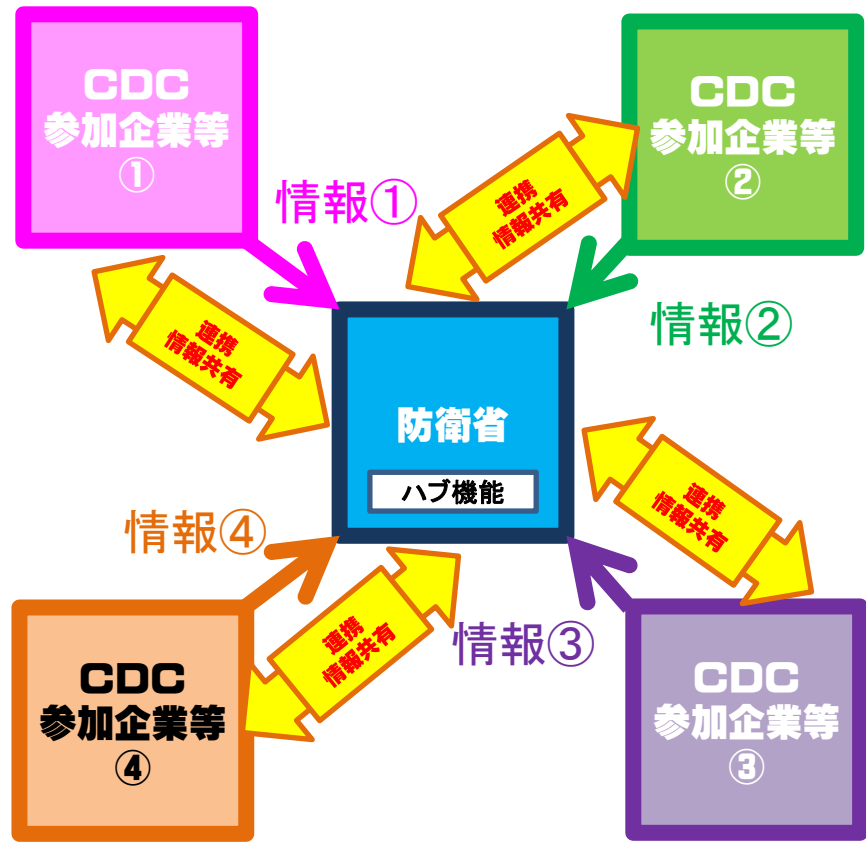 CDC
参加企業等
①
CDC
参加企業等
②
情報①
連携
情報共有
情報②
連携
情報共有
防衛省
ハブ機能
連携
情報共有
情報④
連携
情報共有
情報③
CDC
参加企業等
④
CDC
参加企業等
③